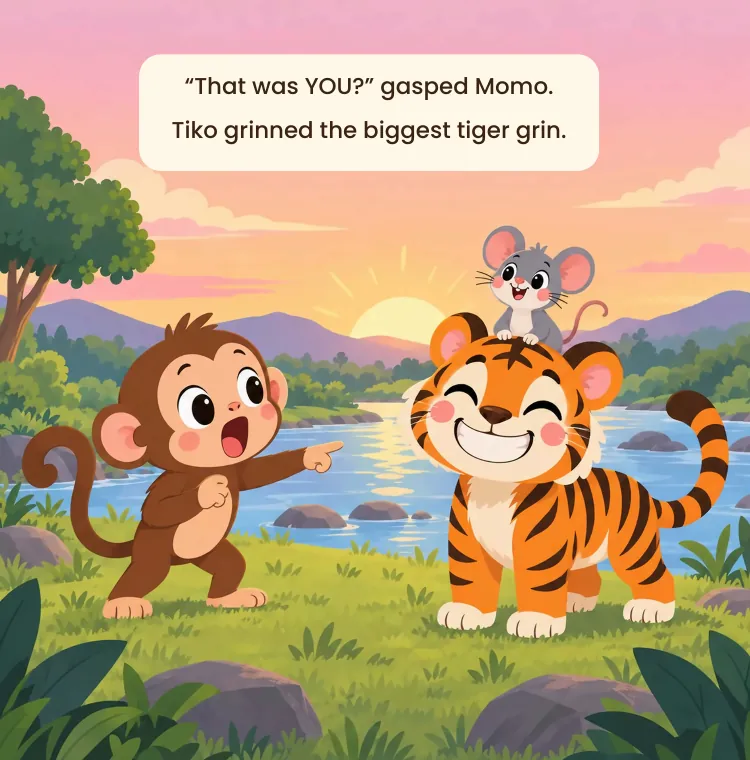 “That was YOU?” gasped Momo.
Tiko grinned the biggest tiger grin.